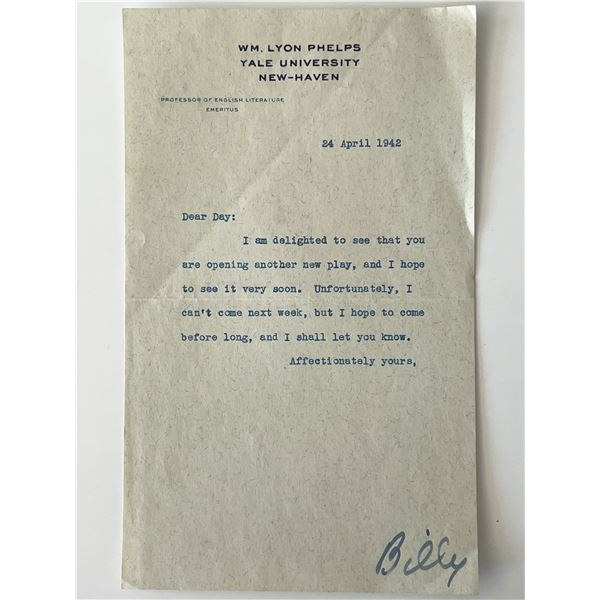 WM. LYON PHELPS
YALE UNIVERSITY
NEW-HAVEN
PROFESSOR OF ENGLISH LITERATURE
EMERITUS
24 April 1942
Dear Day:
I am delighted to see that you
are opening another new play, and I hope
to see it very soon. Unfortunately, I
can't come next week, but I hope to come
before long, and I shall let you know.
Affectionately yours,
Billy